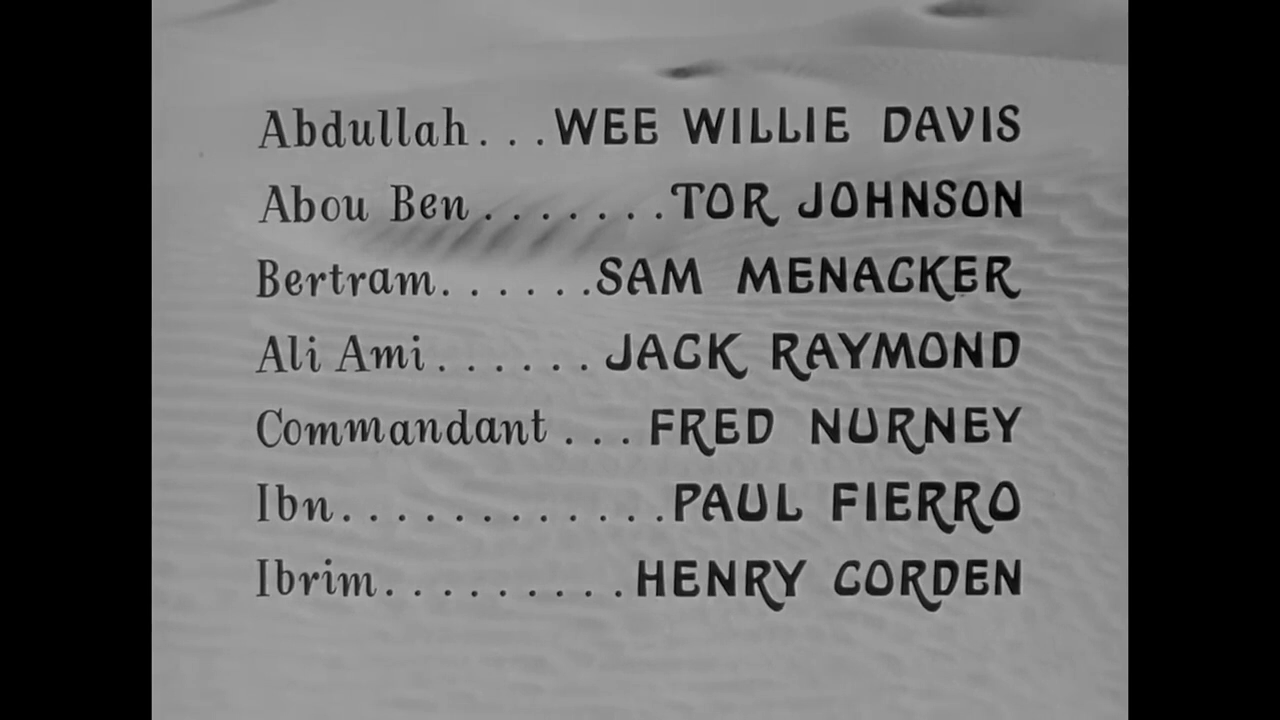 Abdullah...WEE WILLIE DAVIS
Abou Ben.......TOR JOHNSON
Bertram......SAM MENACKER
Ali Ami......JACK RAYMOND
Commandant...FRED NURNEY
Ibn............PAUL FIERRO
Ibrim.........HENRY CORDEN